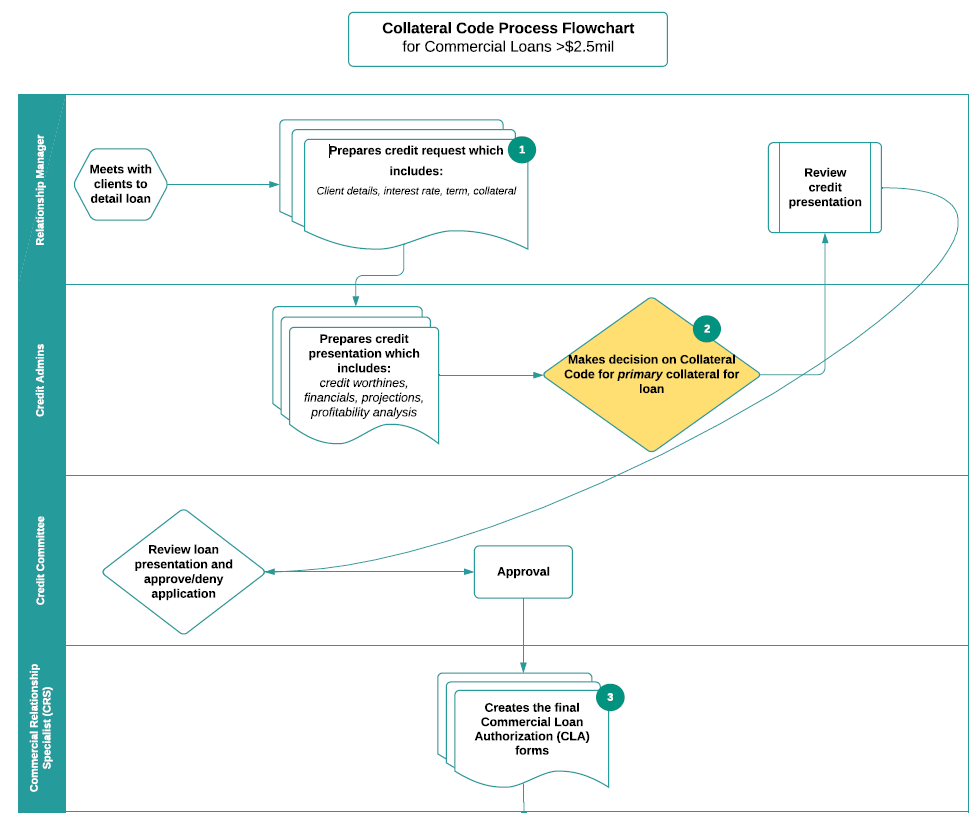 Collateral Code Process Flowchart
for Commercial Loans >$2.5mil
Relationship Manager
Meets with
clients to
detail loan
Prepares credit request which
includes:
Client details, interest rate, term, collateral
1
Review
credit
presentation
Credit Admins
Prepares credit
presentation which
includes:
credit worthines,
financials, projections,
profitability analysis
2
Makes decision on Collateral
Code for primary collateral for
loan
Credit Committee
Review loan
presentation and
approve/deny
application
Approval
Commercial Relationship
Specialist (CRS)
3
Creates the final
Commercial Loan
Authorization (CLA)
forms